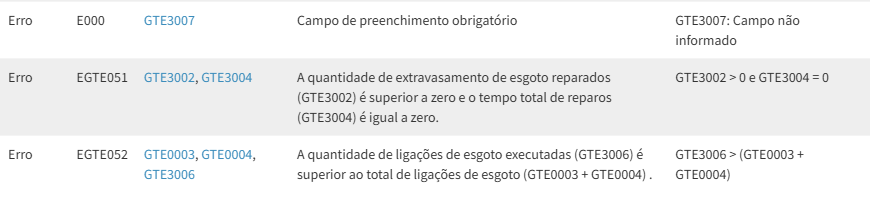 Erro E000 GTE3007 Campo de preenchimento obrigatório GTE3007: Campo não
informado
Erro EGTE051 GTE3002, GTE3004 A quantidade de extravasamento de esgoto reparados GTE3002 > 0 e GTE3004 = 0
(GTE3002) é superior a zero e o tempo total de reparos
(GTE3004) é igual a zero.
Erro EGTE052 GTE0003, GTE0004, A quantidade de ligações de esgoto executadas (GTE3006) é GTE3006 > (GTE0003 +
GTE3006 superior ao total de ligações de esgoto (GTE0003 + GTE0004) . GTE0004)